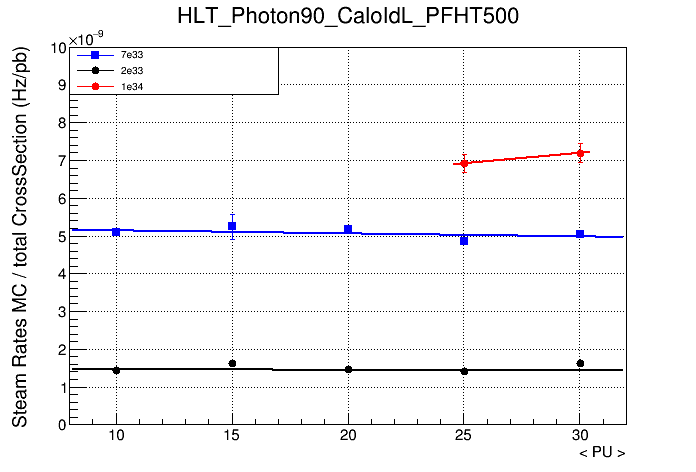 HLT_Photon90_CaloIdL_PFHT500
×10⁻⁹
Steam Rates MC / total CrossSection (Hz/pb)
10
9
8
7
6
5
4
3
2
1
0
7e33
2e33
1e34
10 15 20 25 30
< PU >